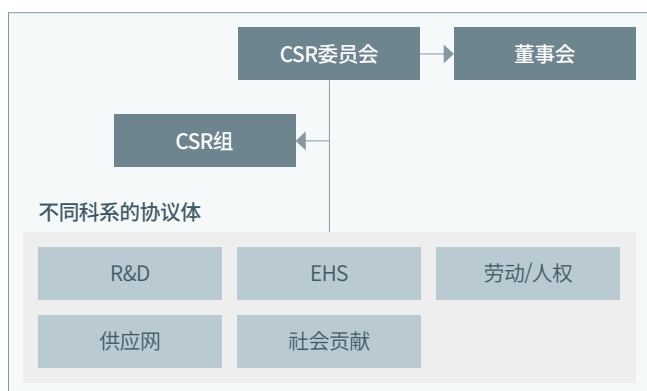 CSR委员会
董事会
CSR组
不同科系的协议体
R&D
EHS
劳动/人权
供应网
社会贡献